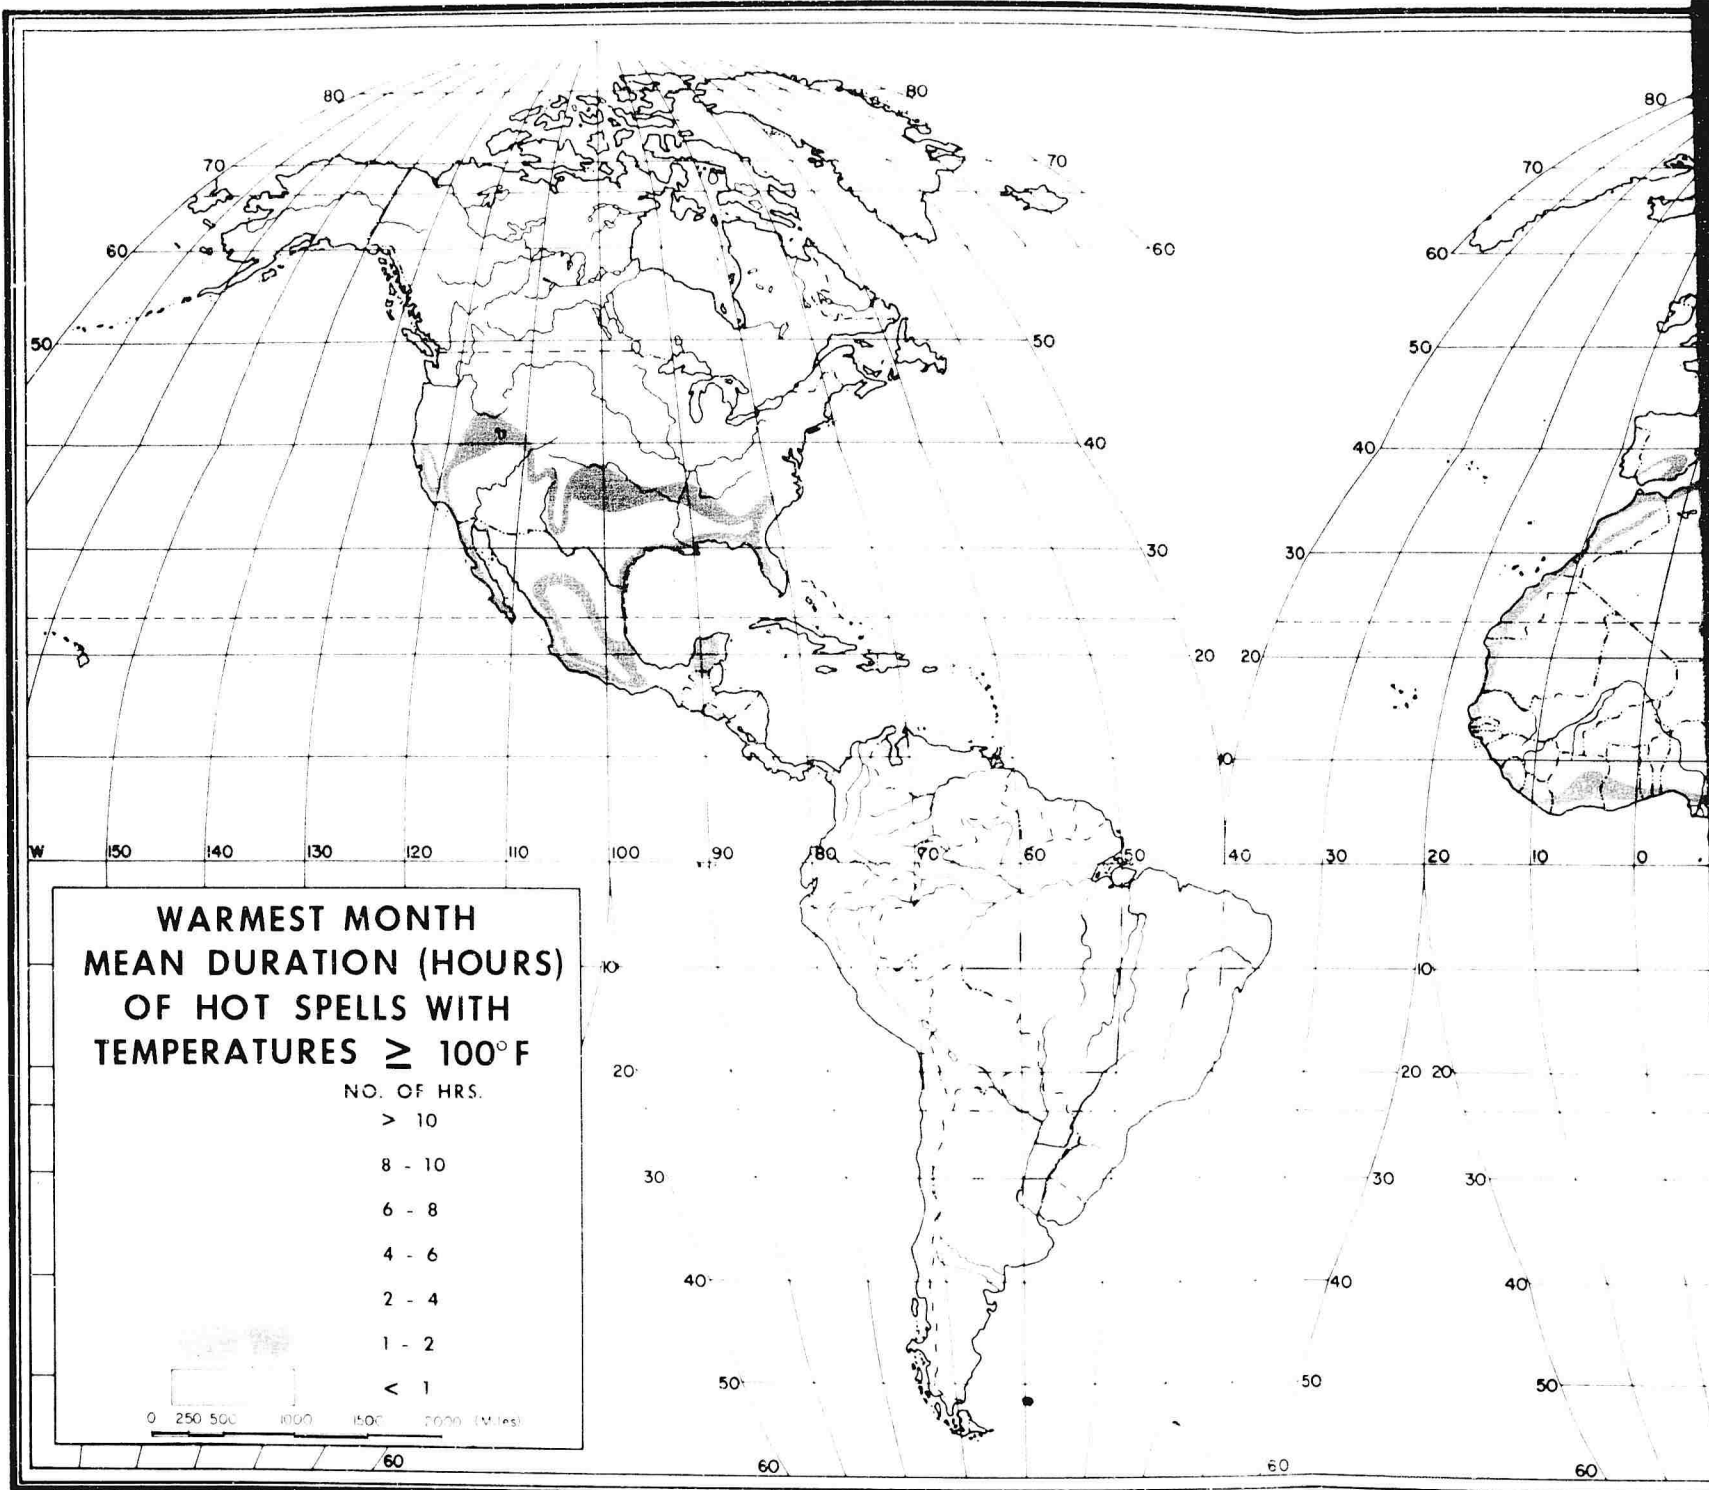 80 80 80
70 70 70
60 60 60
50 50 50
40 40
30 30
20 20
10
W 150 140 130 120 110 100 90 80 70 60 50 40 30 20 10 0
10 10
20 20 20
30 30 30
40 40 40
50 50 50
60 60 60 60
WARMEST MONTH
MEAN DURATION (HOURS)
OF HOT SPELLS WITH
TEMPERATURES ≥ 100°F
NO. OF HRS.
> 10
8 - 10
6 - 8
4 - 6
2 - 4
1 - 2
< 1
0 250 500 1000 1500 2000 (Miles)